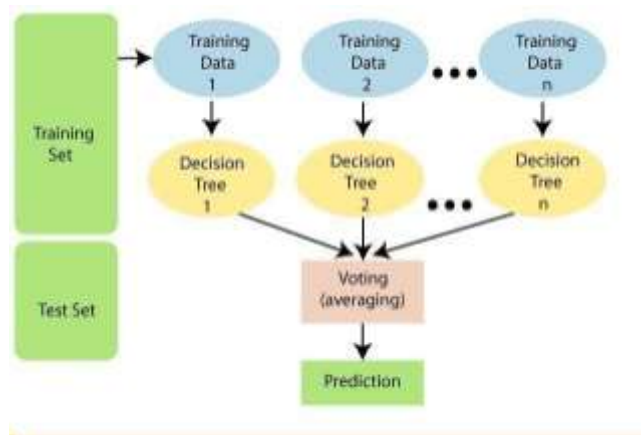 Training
Set
Test Set
Training
Data
1
Training
Data
2
Training
Data
n
Decision
Tree
1
Decision
Tree
2
Decision
Tree
n
Voting
(averaging)
Prediction